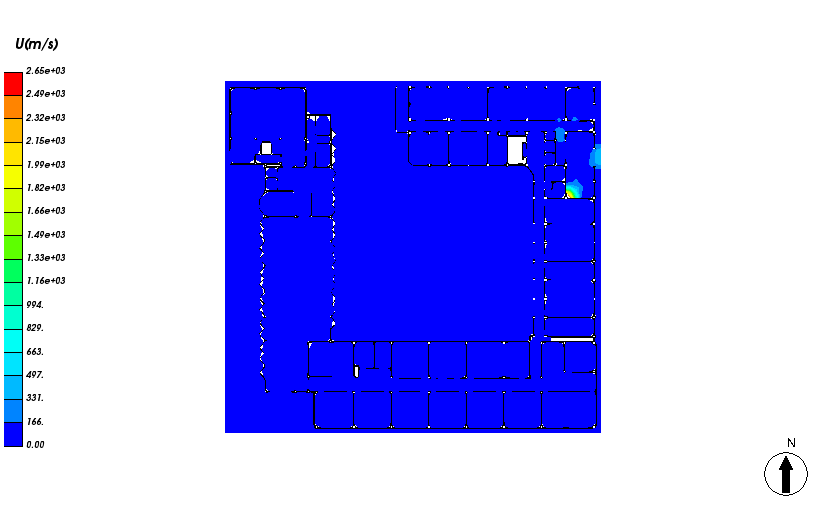 U(m/s)
2.65e+03
2.49e+03
2.32e+03
2.15e+03
1.99e+03
1.82e+03
1.66e+03
1.49e+03
1.33e+03
1.16e+03
994.
829.
663.
497.
331.
166.
0.00
N